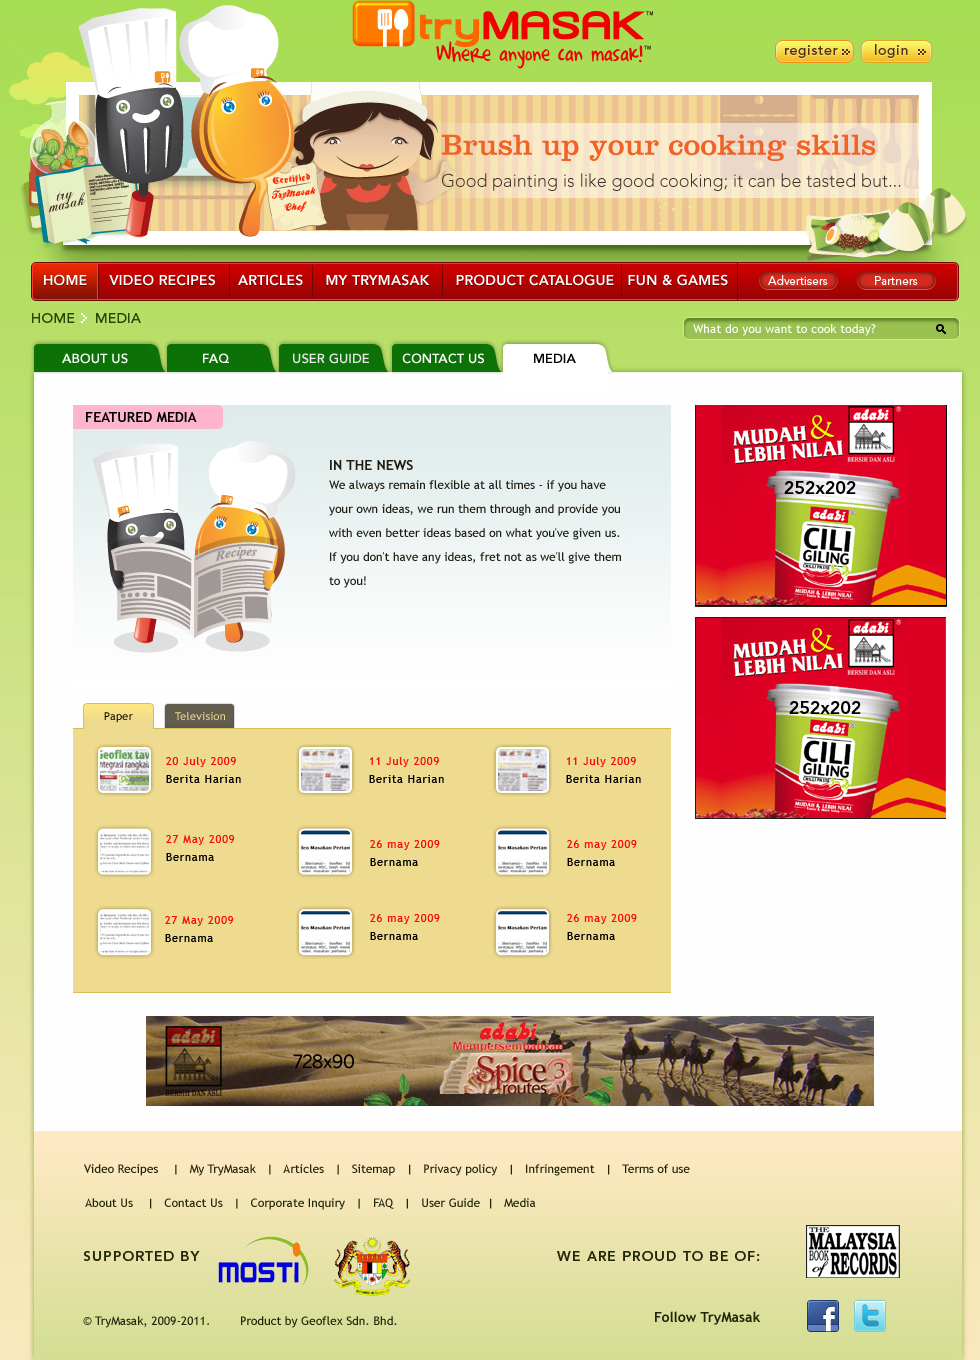 tryMASAK™
Where anyone can masak!™
register
login
try masak
Certified
TryMasak
Chef
Brush up your cooking skills
Good painting is like good cooking; it can be tasted but...
HOME
VIDEO RECIPES
ARTICLES
MY TRYMASAK
PRODUCT CATALOGUE
FUN & GAMES
Advertisers
Partners
HOME
MEDIA
What do you want to cook today?
ABOUT US
FAQ
USER GUIDE
CONTACT US
MEDIA
FEATURED MEDIA
Recipes
IN THE NEWS
We always remain flexible at all times - if you have
your own ideas, we run them through and provide you
with even better ideas based on what you've given us.
If you don't have any ideas, fret not as we'll give them
to you!
MUDAH &
LEBIH NILAI
adabi®
BERSIH DAN ASLI
252x202
adabi
CILI
GILING
CHILLI PASTE
MUDAH & LEBIH NILAI
MUDAH &
LEBIH NILAI
adabi®
BERSIH DAN ASLI
252x202
adabi
CILI
GILING
CHILLI PASTE
MUDAH & LEBIH NILAI
Paper
Television
20 July 2009
Berita Harian
11 July 2009
Berita Harian
11 July 2009
Berita Harian
27 May 2009
Bernama
26 may 2009
Bernama
26 may 2009
Bernama
27 May 2009
Bernama
26 may 2009
Bernama
26 may 2009
Bernama
adabi
BERSIH DAN ASLI
728x90
adabi
Mempersembahkan
Spice 3
routes
Video Recipes | My TryMasak | Articles | Sitemap | Privacy policy | Infringement | Terms of use
About Us | Contact Us | Corporate Inquiry | FAQ | User Guide | Media
SUPPORTED BY
MOSTI
WE ARE PROUD TO BE OF:
THE
MALAYSIA
BOOK of RECORDS
© TryMasak, 2009-2011.
Product by Geoflex Sdn. Bhd.
Follow TryMasak
f
t